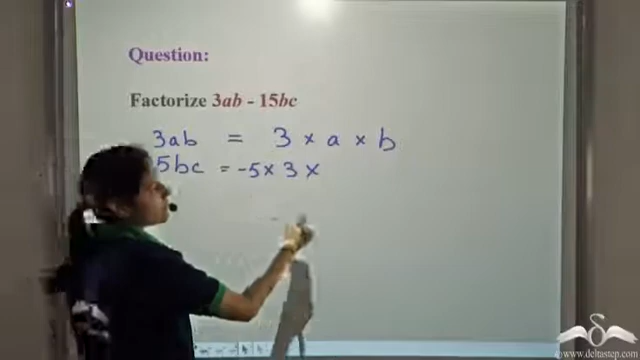 Question:
Factorize 3ab - 15bc
3ab = 3 × a × b
5bc = -5 × 3 ×
www.deltastep.com